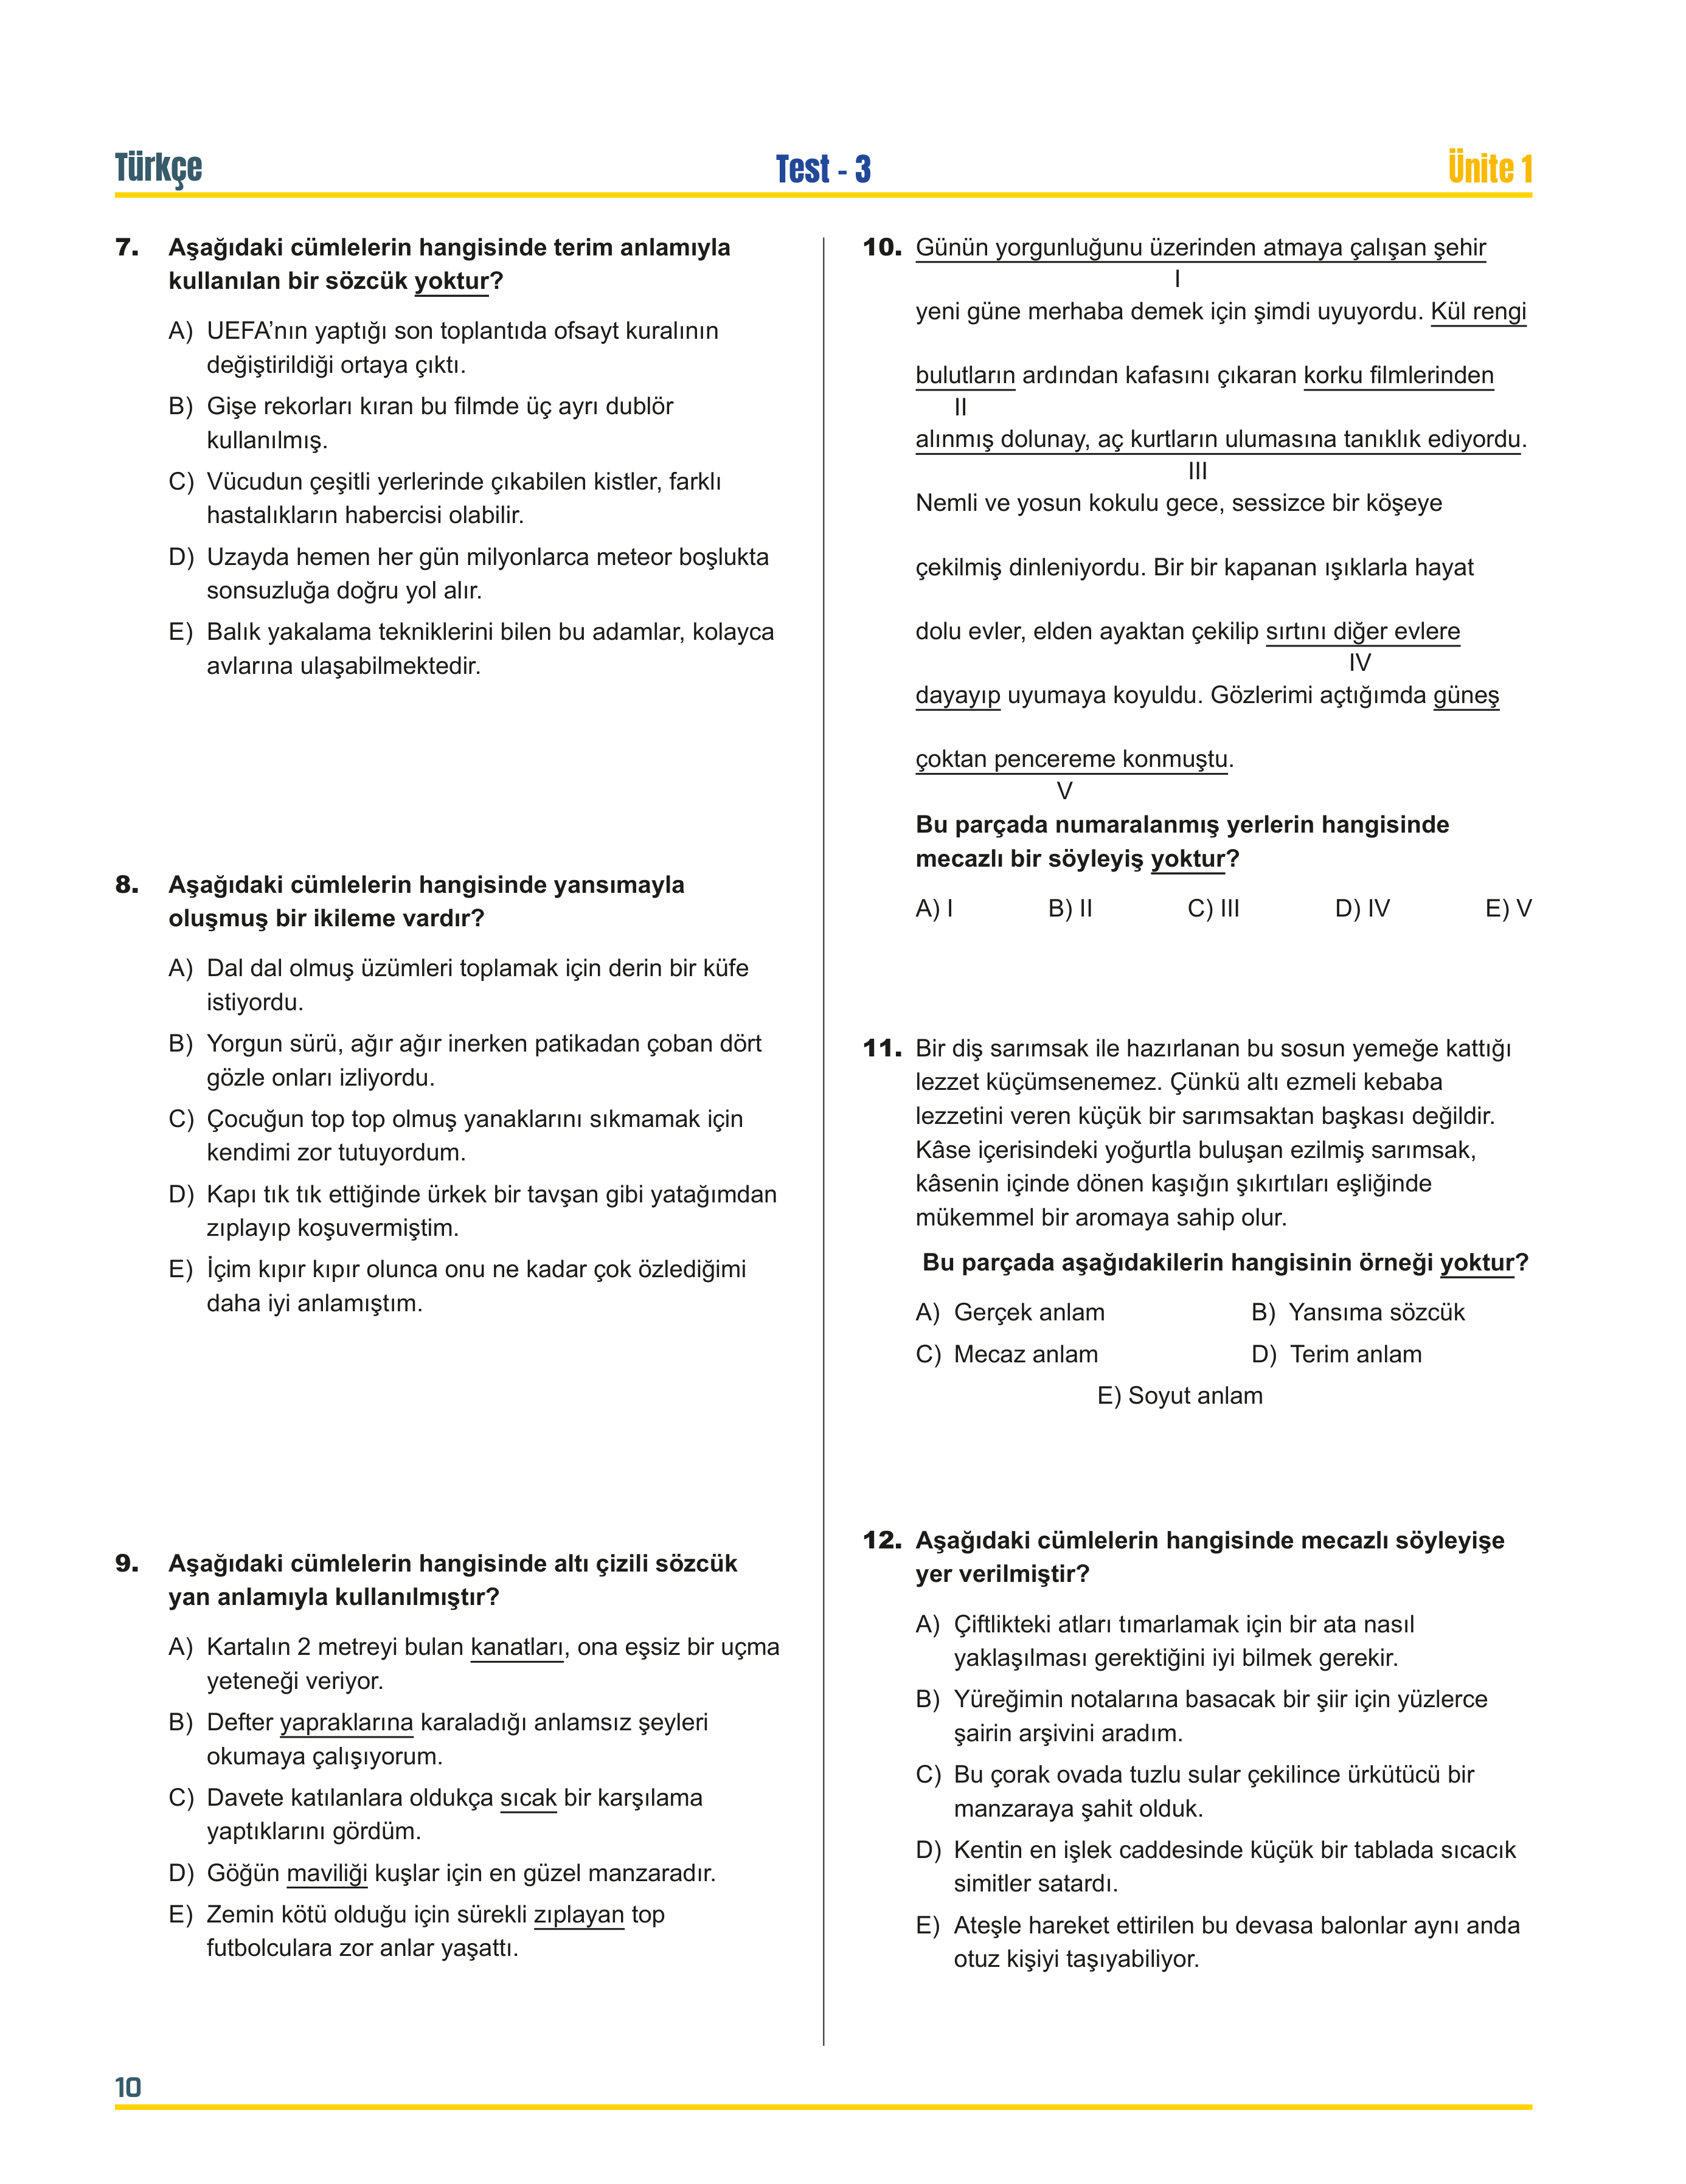 Türkçe
Test - 3
Ünite 1
7. Aşağıdaki cümlelerin hangisinde terim anlamıyla
kullanılan bir sözcük yoktur?
A) UEFA’nın yaptığı son toplantıda ofsayt kuralının
değiştirildiği ortaya çıktı.
B) Gişe rekorları kıran bu filmde üç ayrı dublör
kullanılmış.
C) Vücudun çeşitli yerlerinde çıkabilen kistler, farklı
hastalıkların habercisi olabilir.
D) Uzayda hemen her gün milyonlarca meteor boşlukta
sonsuzluğa doğru yol alır.
E) Balık yakalama tekniklerini bilen bu adamlar, kolayca
avlarına ulaşabilmektedir.
8. Aşağıdaki cümlelerin hangisinde yansımayla
oluşmuş bir ikileme vardır?
A) Dal dal olmuş üzümleri toplamak için derin bir küfe
istiyordu.
B) Yorgun sürü, ağır ağır inerken patikadan çoban dört
gözle onları izliyordu.
C) Çocuğun top top olmuş yanaklarını sıkmamak için
kendimi zor tutuyordum.
D) Kapı tık tık ettiğinde ürkek bir tavşan gibi yatağımdan
zıplayıp koşuvermiştim.
E) İçim kıpır kıpır olunca onu ne kadar çok özlediğimi
daha iyi anlamıştım.
9. Aşağıdaki cümlelerin hangisinde altı çizili sözcük
yan anlamıyla kullanılmıştır?
A) Kartalın 2 metreyi bulan kanatları, ona eşsiz bir uçma
yeteneği veriyor.
B) Defter yapraklarına karaladığı anlamsız şeyleri
okumaya çalışıyorum.
C) Davete katılanlara oldukça sıcak bir karşılama
yaptıklarını gördüm.
D) Göğün maviliği kuşlar için en güzel manzaradır.
E) Zemin kötü olduğu için sürekli zıplayan top
futbolculara zor anlar yaşattı.
10. Günün yorgunluğunu üzerinden atmaya çalışan şehir
I
yeni güne merhaba demek için şimdi uyuyordu. Kül rengi
bulutların ardından kafasını çıkaran korku filmlerinden
II
alınmış dolunay, aç kurtların ulumasına tanıklık ediyordu.
III
Nemli ve yosun kokulu gece, sessizce bir köşeye
çekilmiş dinleniyordu. Bir bir kapanan ışıklarla hayat
dolu evler, elden ayaktan çekilip sırtını diğer evlere
IV
dayayıp uyumaya koyuldu. Gözlerimi açtığımda güneş
çoktan pencereme konmuştu.
V
Bu parçada numaralanmış yerlerin hangisinde
mecazlı bir söyleyiş yoktur?
A) I B) II C) III D) IV E) V
11. Bir diş sarımsak ile hazırlanan bu sosun yemeğe kattığı
lezzet küçümsenemez. Çünkü altı ezmeli kebaba
lezzetini veren küçük bir sarımsaktan başkası değildir.
Kâse içerisindeki yoğurtla buluşan ezilmiş sarımsak,
kâsenin içinde dönen kaşığın şıkırtıları eşliğinde
mükemmel bir aromaya sahip olur.
Bu parçada aşağıdakilerin hangisinin örneği yoktur?
A) Gerçek anlam B) Yansıma sözcük
C) Mecaz anlam D) Terim anlam
E) Soyut anlam
12. Aşağıdaki cümlelerin hangisinde mecazlı söyleyişe
yer verilmiştir?
A) Çiftlikteki atları tımarlamak için bir ata nasıl
yaklaşılması gerektiğini iyi bilmek gerekir.
B) Yüreğimin notalarına basacak bir şiir için yüzlerce
şairin arşivini aradım.
C) Bu çorak ovada tuzlu sular çekilince ürkütücü bir
manzaraya şahit olduk.
D) Kentin en işlek caddesinde küçük bir tablada sıcacık
simitler satardı.
E) Ateşle hareket ettirilen bu devasa balonlar aynı anda
otuz kişiyi taşıyabiliyor.
10